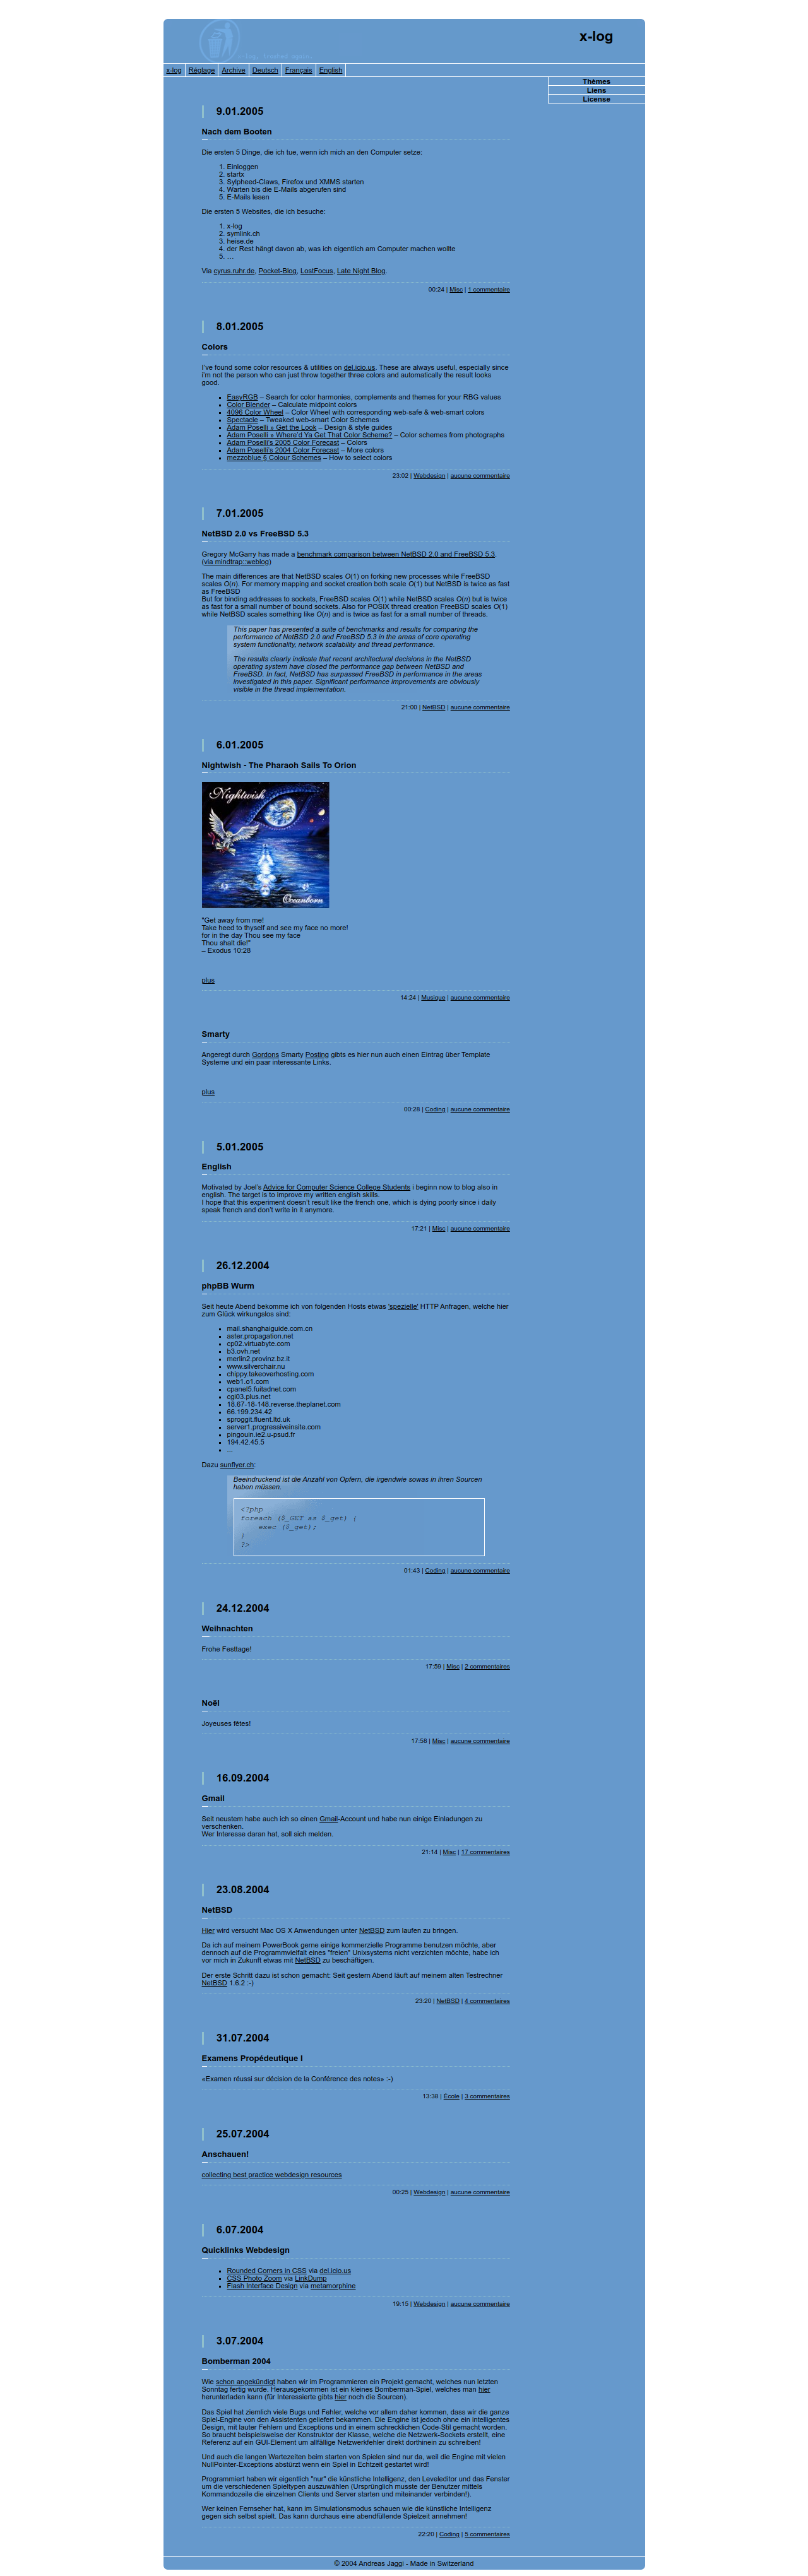 x-log
x-log Réglage Archive Deutsch Français English
Thèmes
Liens
License
9.01.2005
Nach dem Booten
Die ersten 5 Dinge, die ich tue, wenn ich mich an den Computer setze:
1. Einloggen
2. startx
3. Sylpheed-Claws, Firefox und XMMS starten
4. Warten bis die E-Mails abgerufen sind
5. E-Mails lesen
Die ersten 5 Websites, die ich besuche:
1. x-log
2. symlink.ch
3. heise.de
4. der Rest hängt davon ab, was ich eigentlich am Computer machen wollte
5. …
Via cyrus.ruhr.de, Pocket-Blog, LostFocus, Late Night Blog.
00:24 | Misc | 1 commentaire
8.01.2005
Colors
I've found some color resources & utilities on del.icio.us. These are always useful, especially since
i'm not the person who can just throw together three colors and automatically the result looks
good.
• EasyRGB – Search for color harmonies, complements and themes for your RBG values
• Color Blender – Calculate midpoint colors
• 4096 Color Wheel – Color Wheel with corresponding web-safe & web-smart colors
• Spectacle – Tweaked web-smart Color Schemes
• Adam Poselli » Get the Look – Design & style guides
• Adam Poselli » Where'd Ya Get That Color Scheme? – Color schemes from photographs
• Adam Poselli's 2005 Color Forecast – Colors
• Adam Poselli's 2004 Color Forecast – More colors
• mezzoblue § Colour Schemes – How to select colors
23:02 | Webdesign | aucune commentaire
7.01.2005
NetBSD 2.0 vs FreeBSD 5.3
Gregory McGarry has made a benchmark comparison between NetBSD 2.0 and FreeBSD 5.3.
(via mindtrap::weblog)
The main differences are that NetBSD scales O(1) on forking new processes while FreeBSD
scales O(n). For memory mapping and socket creation both scale O(1) but NetBSD is twice as fast
as FreeBSD
But for binding addresses to sockets, FreeBSD scales O(1) while NetBSD scales O(n) but is twice
as fast for a small number of bound sockets. Also for POSIX thread creation FreeBSD scales O(1)
while NetBSD scales something like O(n) and is twice as fast for a small number of threads.
This paper has presented a suite of benchmarks and results for comparing the
performance of NetBSD 2.0 and FreeBSD 5.3 in the areas of core operating
system functionality, network scalability and thread performance.
The results clearly indicate that recent architectural decisions in the NetBSD
operating system have closed the performance gap between NetBSD and
FreeBSD. In fact, NetBSD has surpassed FreeBSD in performance in the areas
investigated in this paper. Significant performance improvements are obviously
visible in the thread implementation.
21:00 | NetBSD | aucune commentaire
6.01.2005
Nightwish - The Pharaoh Sails To Orion
Nightwish
Oceanborn
"Get away from me!
Take heed to thyself and see my face no more!
for in the day Thou see my face
Thou shalt die!"
– Exodus 10:28
plus
14:24 | Musique | aucune commentaire
Smarty
Angeregt durch Gordons Smarty Posting gibts es hier nun auch einen Eintrag über Template
Systeme und ein paar interessante Links.
plus
00:28 | Coding | aucune commentaire
5.01.2005
English
Motivated by Joel's Advice for Computer Science College Students i beginn now to blog also in
english. The target is to improve my written english skills.
I hope that this experiment doesn't result like the french one, which is dying poorly since i daily
speak french and don't write in it anymore.
17:21 | Misc | aucune commentaire
26.12.2004
phpBB Wurm
Seit heute Abend bekomme ich von folgenden Hosts etwas 'spezielle' HTTP Anfragen, welche hier
zum Glück wirkungslos sind:
• mail.shanghaiguide.com.cn
• aster.propagation.net
• cp02.virtuabyte.com
• b3.ovh.net
• merlin2.provinz.bz.it
• www.silverchair.nu
• chippy.takeoverhosting.com
• web1.o1.com
• cpanel5.fuitadnet.com
• cgi03.plus.net
• 18.67-18-148.reverse.theplanet.com
• 66.199.234.42
• sproggit.fluent.ltd.uk
• server1.progressiveinsite.com
• pingouin.ie2.u-psud.fr
• 194.42.45.5
• ...
Dazu sunflyer.ch:
Beeindruckend ist die Anzahl von Opfern, die irgendwie sowas in ihren Sourcen
haben müssen.
<?php
foreach ($_GET as $_get) {
exec ($_get);
}
?>
01:43 | Coding | aucune commentaire
24.12.2004
Weihnachten
Frohe Festtage!
17:59 | Misc | 2 commentaires
Noël
Joyeuses fêtes!
17:58 | Misc | aucune commentaire
16.09.2004
Gmail
Seit neustem habe auch ich so einen Gmail-Account und habe nun einige Einladungen zu
verschenken.
Wer Interesse daran hat, soll sich melden.
21:14 | Misc | 17 commentaires
23.08.2004
NetBSD
Hier wird versucht Mac OS X Anwendungen unter NetBSD zum laufen zu bringen.
Da ich auf meinem PowerBook gerne einige kommerzielle Programme benutzen möchte, aber
dennoch auf die Programmvielfalt eines "freien" Unixsystems nicht verzichten möchte, habe ich
vor mich in Zukunft etwas mit NetBSD zu beschäftigen.
Der erste Schritt dazu ist schon gemacht: Seit gestern Abend läuft auf meinem alten Testrechner
NetBSD 1.6.2 :-)
23:20 | NetBSD | 4 commentaires
31.07.2004
Examens Propédeutique I
«Examen réussi sur décision de la Conférence des notes» :-)
13:38 | École | 3 commentaires
25.07.2004
Anschauen!
collecting best practice webdesign resources
00:25 | Webdesign | aucune commentaire
6.07.2004
Quicklinks Webdesign
• Rounded Corners in CSS via del.icio.us
• CSS Photo Zoom via LinkDump
• Flash Interface Design via metamorphine
19:15 | Webdesign | aucune commentaire
3.07.2004
Bomberman 2004
Wie schon angekündigt haben wir im Programmieren ein Projekt gemacht, welches nun letzten
Sonntag fertig wurde. Herausgekommen ist ein kleines Bomberman-Spiel, welches man hier
herunterladen kann (für Interessierte gibts hier noch die Sourcen).
Das Spiel hat ziemlich viele Bugs und Fehler, welche vor allem daher kommen, dass wir die ganze
Spiel-Engine von den Assistenten geliefert bekammen. Die Engine ist jedoch ohne ein intelligentes
Design, mit lauter Fehlern und Exceptions und in einem schrecklichen Code-Stil gemacht worden.
So braucht beispielsweise der Konstruktor der Klasse, welche die Netzwerk-Sockets erstellt, eine
Referenz auf ein GUI-Element um allfällige Netzwerkfehler direkt dorthinein zu schreiben!
Und auch die langen Wartezeiten beim starten von Spielen sind nur da, weil die Engine mit vielen
NullPointer-Exceptions abstürzt wenn ein Spiel in Echtzeit gestartet wird!
Programmiert haben wir eigentlich "nur" die künstliche Intelligenz, den Leveleditor und das Fenster
um die verschiedenen Spieltypen auszuwählen (Ursprünglich musste der Benutzer mittels
Kommandozeile die einzelnen Clients und Server starten und miteinander verbinden!).
Wer keinen Fernseher hat, kann im Simulationsmodus schauen wie die künstliche Intelligenz
gegen sich selbst spielt. Das kann durchaus eine abendfüllende Spielzeit annehmen!
22:20 | Coding | 5 commentaires
© 2004 Andreas Jaggi - Made in Switzerland